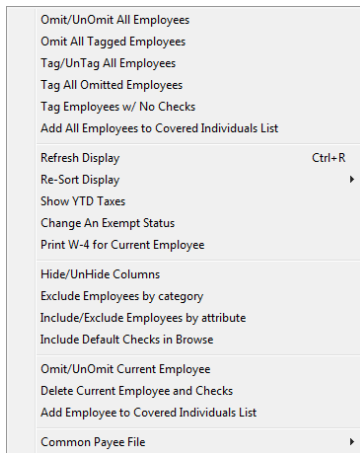 Omit/UnOmit All Employees
Omit All Tagged Employees
Tag/UnTag All Employees
Tag All Omitted Employees
Tag Employees w/ No Checks
Add All Employees to Covered Individuals List
Refresh Display Ctrl+R
Re-Sort Display
Show YTD Taxes
Change An Exempt Status
Print W-4 for Current Employee
Hide/UnHide Columns
Exclude Employees by category
Include/Exclude Employees by attribute
Include Default Checks in Browse
Omit/UnOmit Current Employee
Delete Current Employee and Checks
Add Employee to Covered Individuals List
Common Payee File